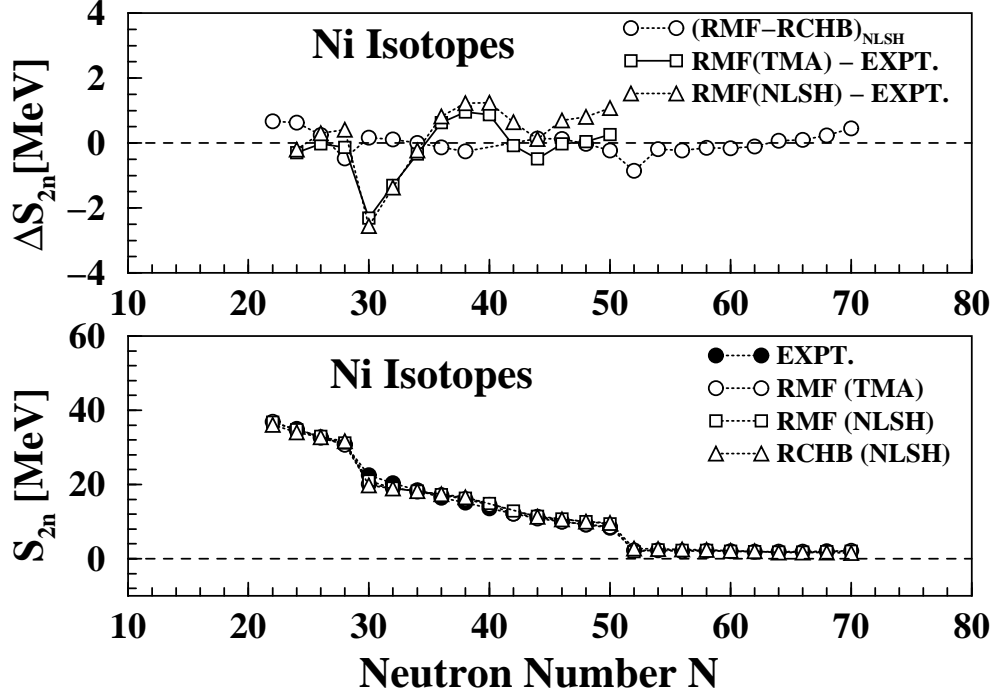 4
2
0
−2
−4
ΔS2n[MeV]
Ni Isotopes
(RMF−RCHB)NLSH
RMF(TMA) − EXPT.
RMF(NLSH) − EXPT.
10 20 30 40 50 60 70 80
60
40
20
0
S2n [MeV]
Ni Isotopes
EXPT.
RMF (TMA)
RMF (NLSH)
RCHB (NLSH)
10 20 30 40 50 60 70 80
Neutron Number N